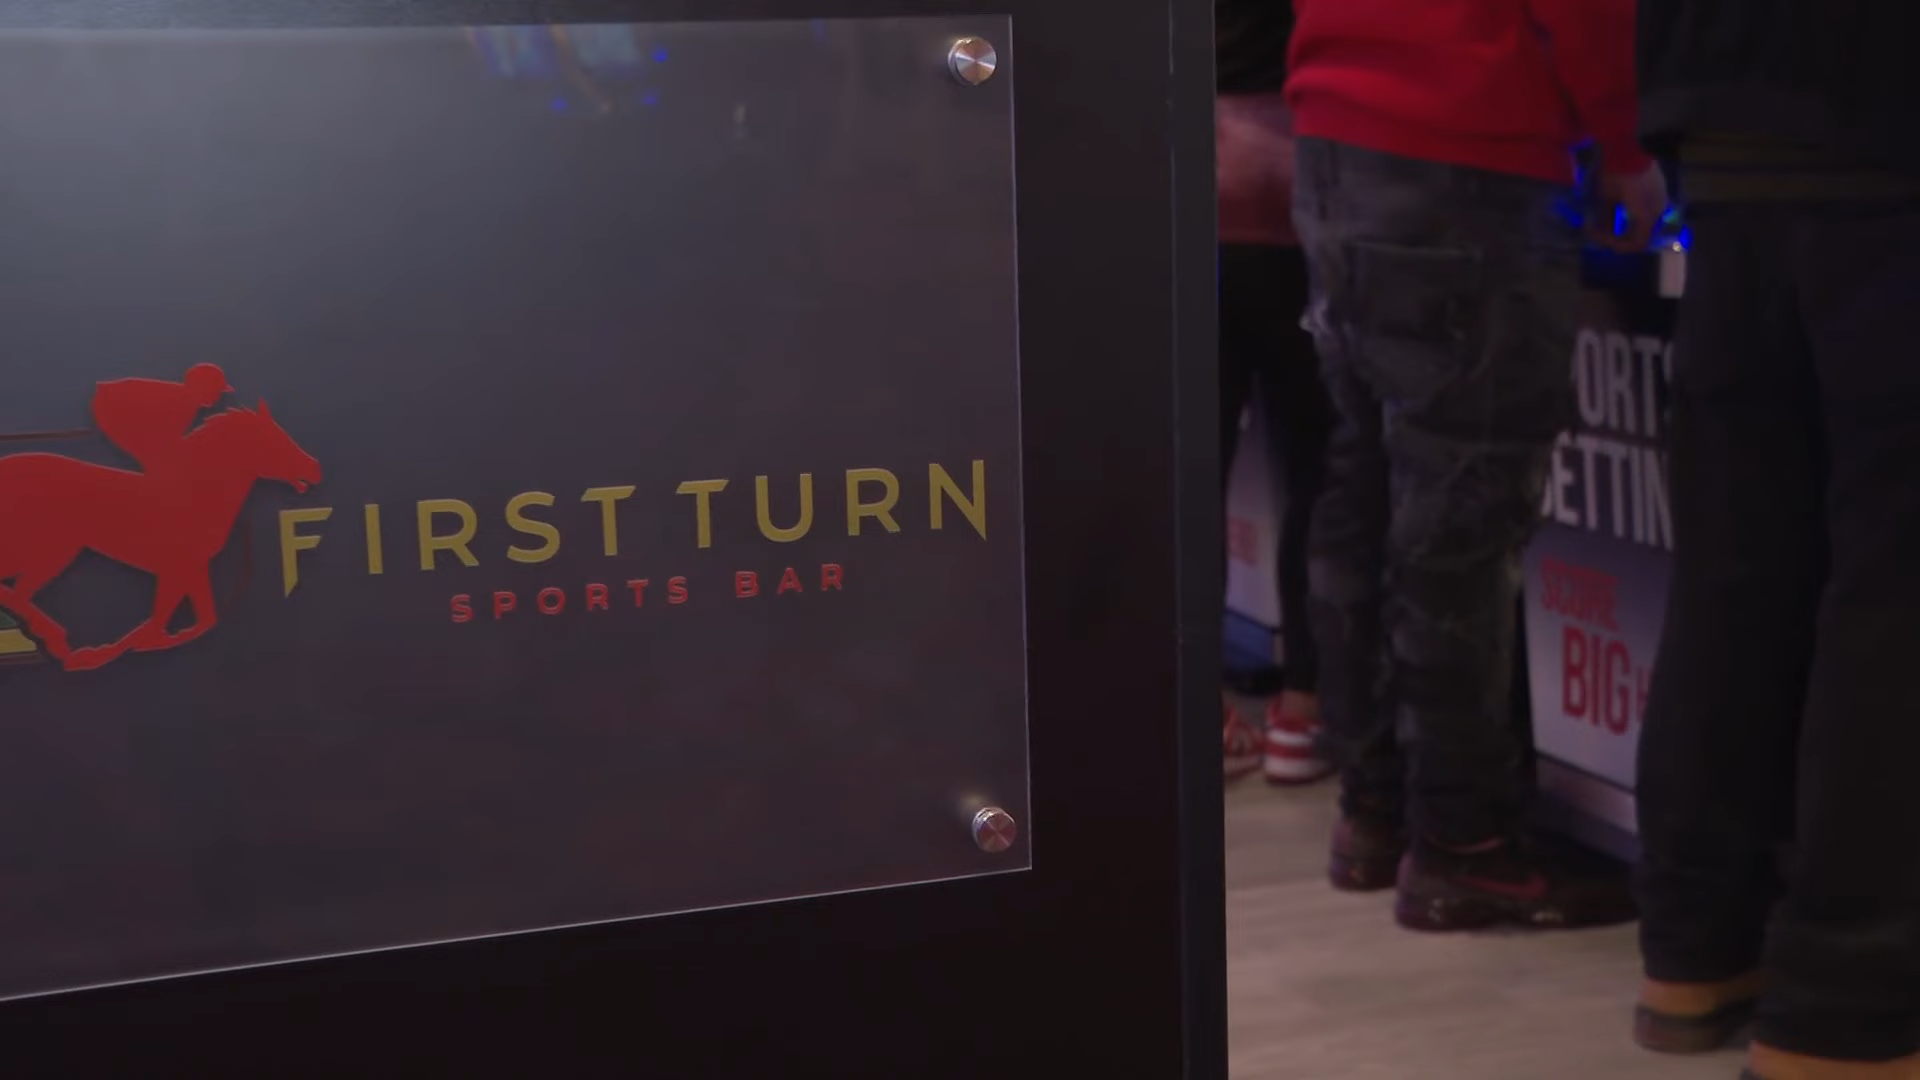 FIRST TURN
SPORTS BAR
ORTS
ETTIN
SCORE
BIG